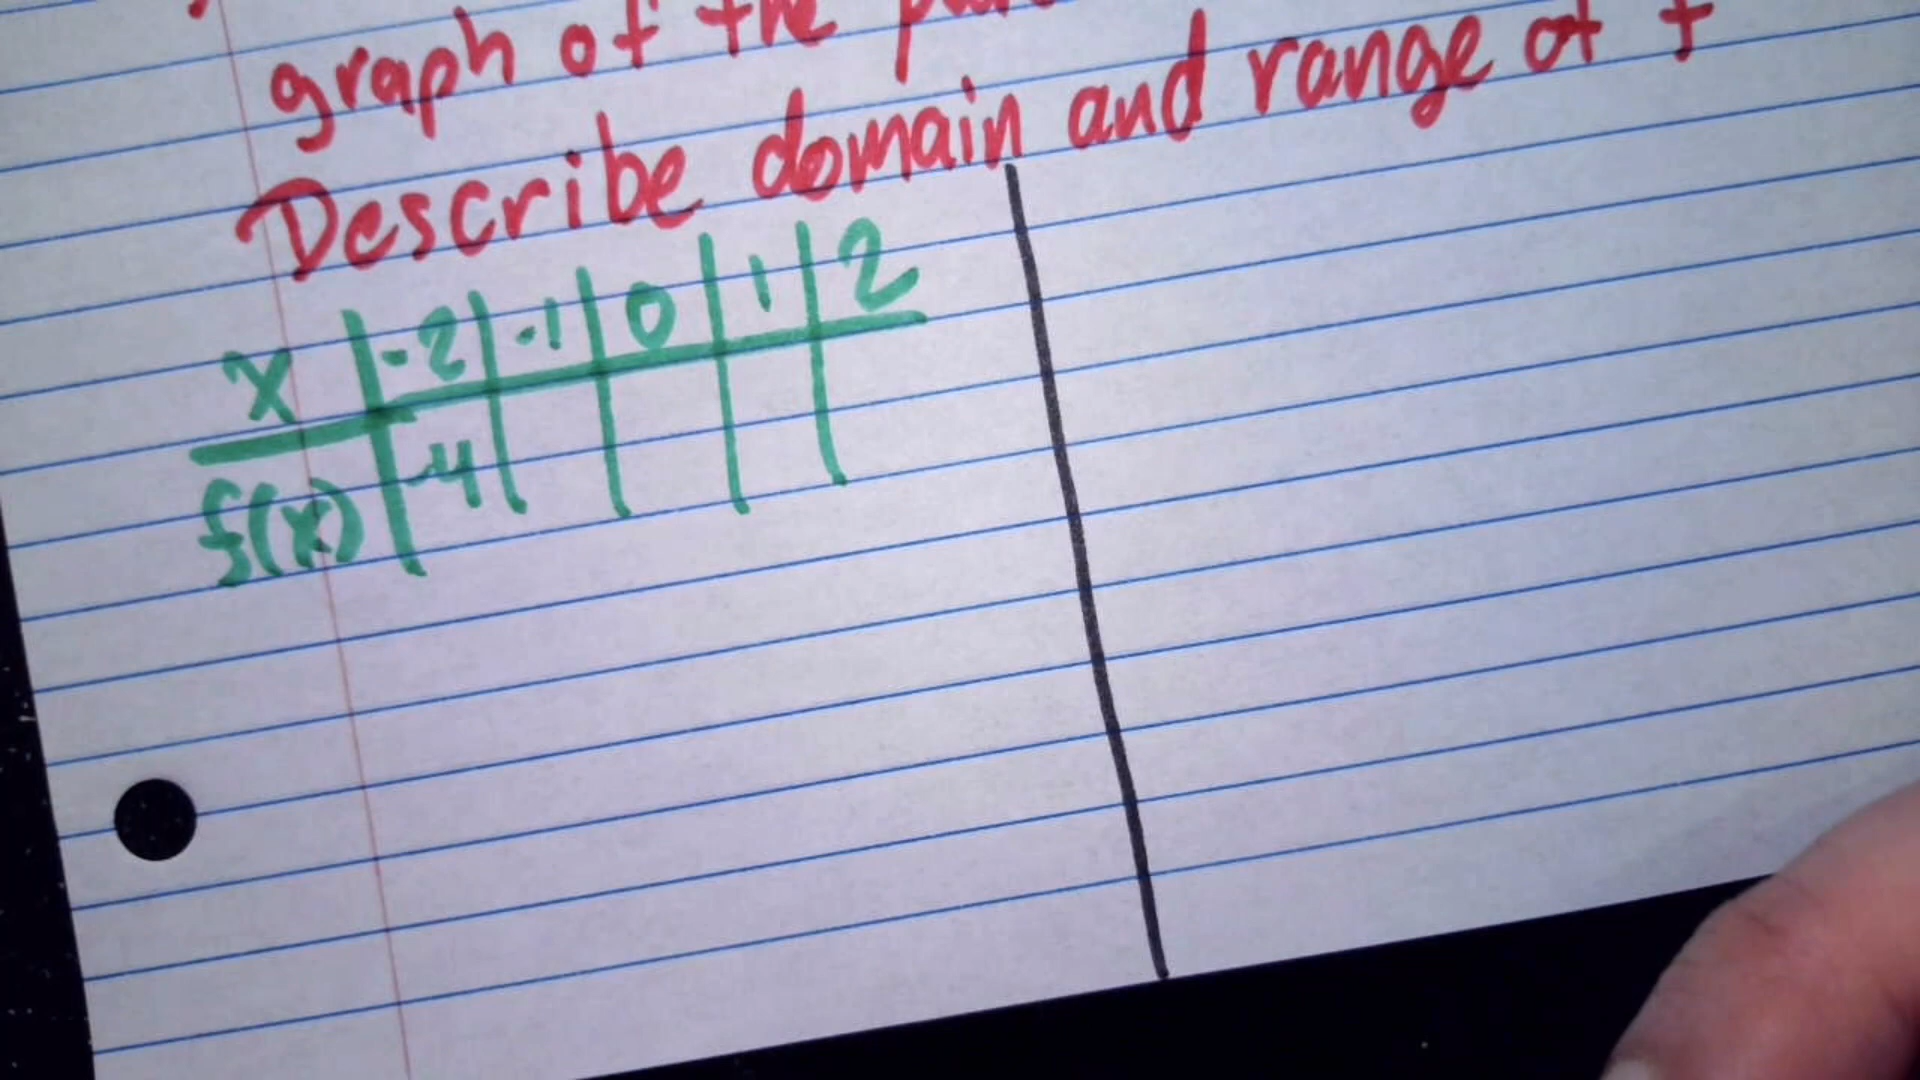 graph of the
Describe domain and range of f
x -2 -1 0 1 2
f(x) -4